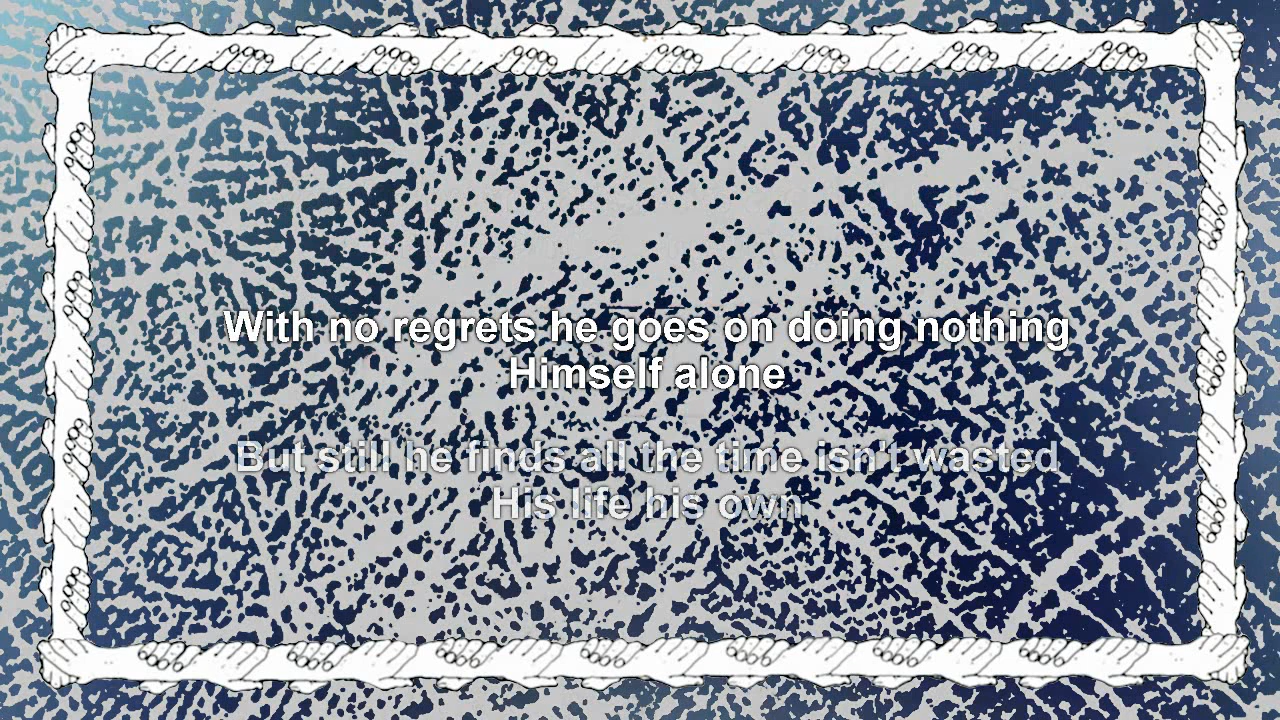 With no regrets he goes on doing nothing
Himself alone
But still he finds all the time isn't wasted
His life his own